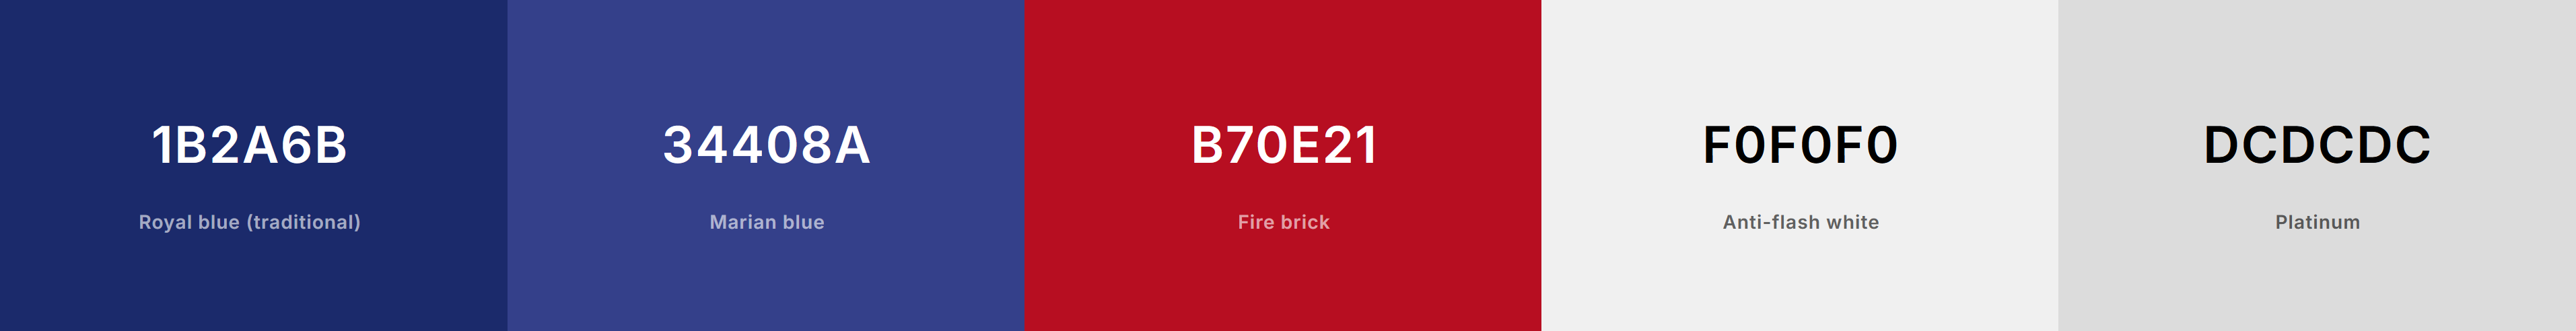 1B2A6B
Royal blue (traditional)
34408A
Marian blue
B70E21
Fire brick
F0F0F0
Anti-flash white
DCDCDC
Platinum